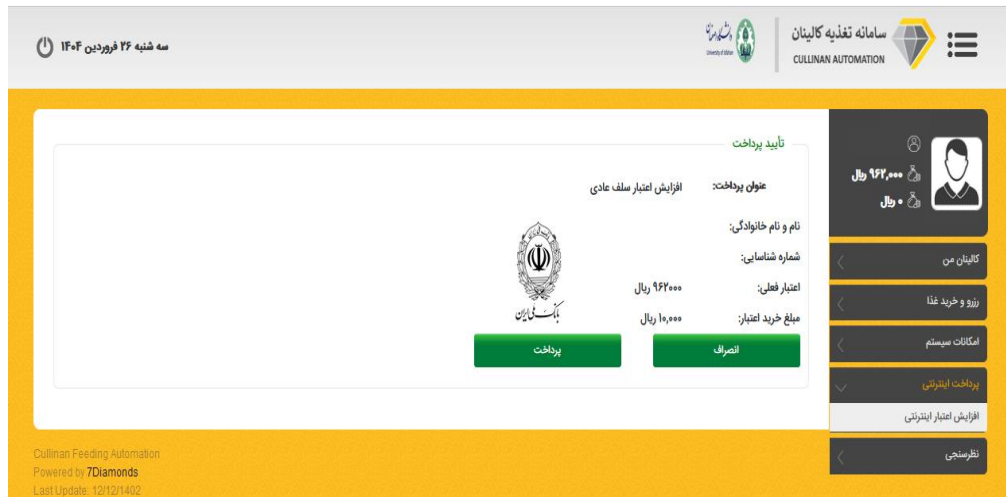 سامانه تغذیه کالینان
CULLINAN AUTOMATION
دانشگاه اصفهان
University of Isfahan
سه شنبه ۲۶ فروردین ۱۴۰۴
۹۶۲,۰۰۰ ریال
۰ ریال
کالینان من
رزرو و خرید غذا
امکانات سیستم
پرداخت اینترنتی
افزایش اعتبار اینترنتی
نظرسنجی
تأیید پرداخت
عنوان پرداخت: افزایش اعتبار سلف عادی
نام و نام خانوادگی:
شماره شناسایی:
اعتبار فعلی: ۹۶۲۰۰۰ ریال
مبلغ خرید اعتبار: ۱۰,۰۰۰ ریال
بانک ملی ایران
انصراف
پرداخت
Cullinan Feeding Automation
Powered by 7Diamonds
Last Update: 12/12/1402